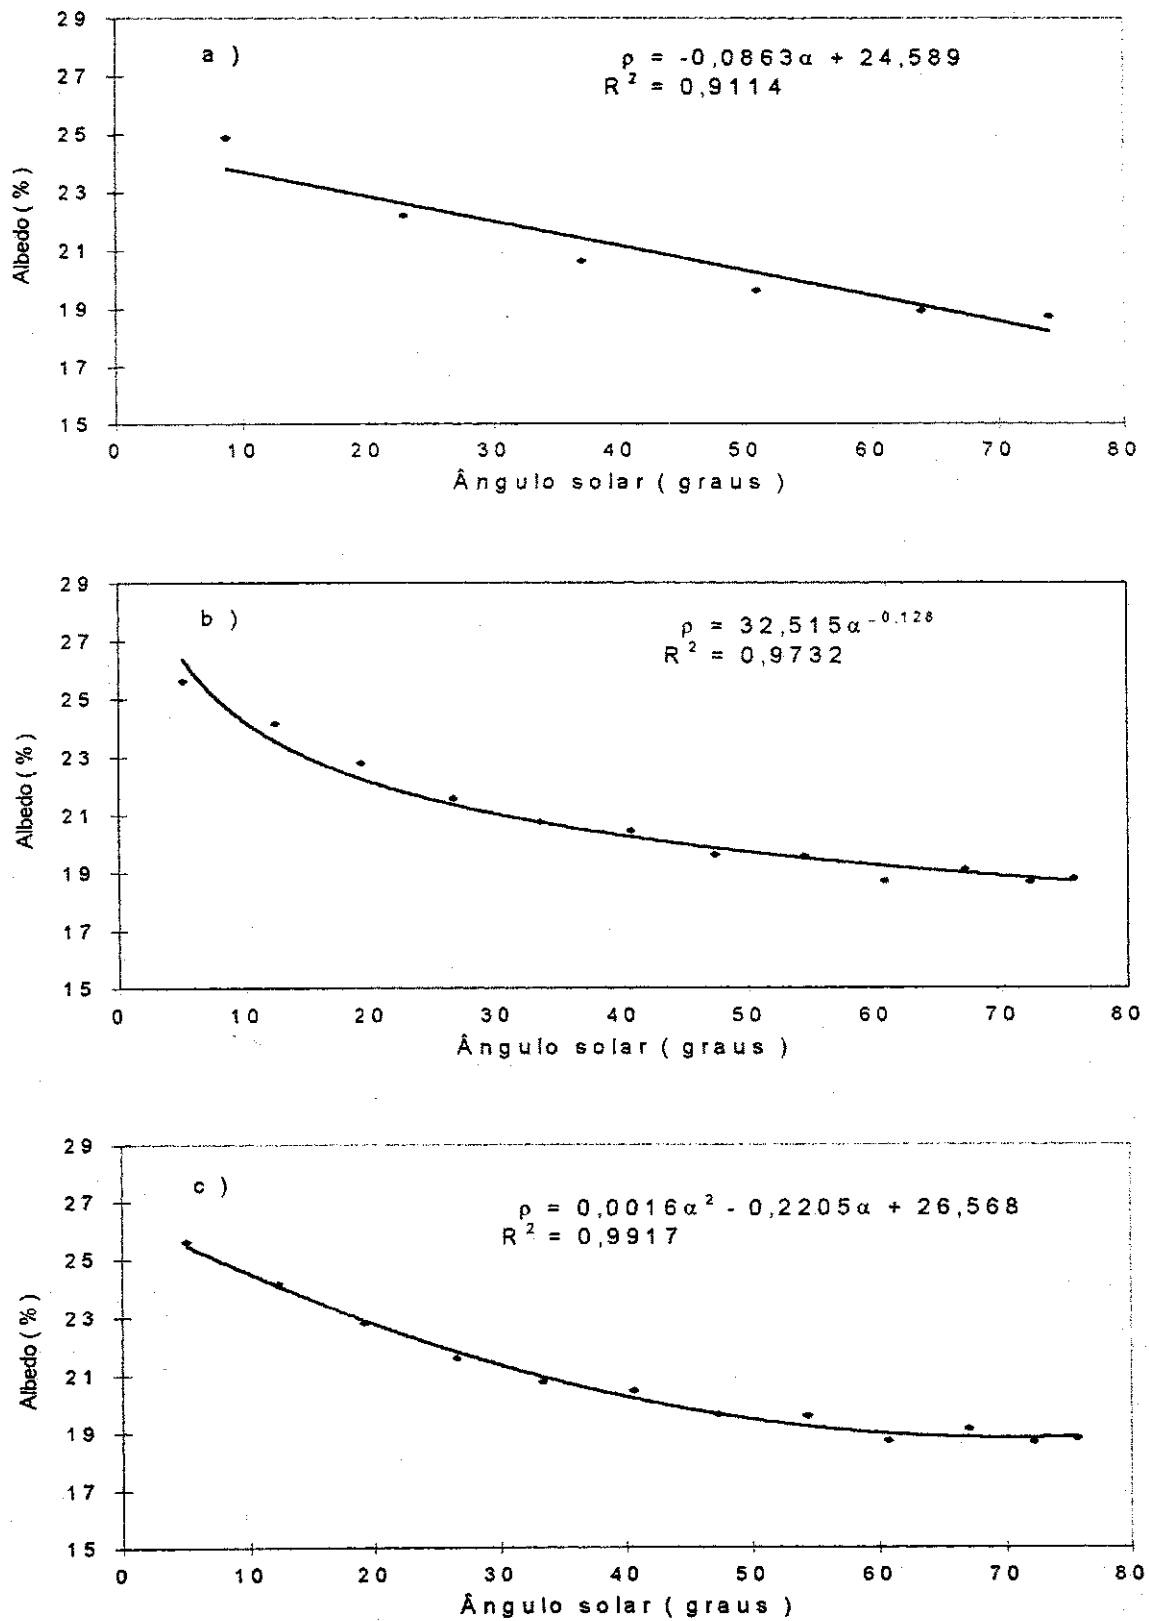 a )
ρ = -0,0863α + 24,589
R² = 0,9114
29
27
25
23
21
19
17
15
Albedo ( % )
0 10 20 30 40 50 60 70 80
Ângulo solar ( graus )
b )
ρ = 32,515α⁻⁰·¹²⁸
R² = 0,9732
29
27
25
23
21
19
17
15
Albedo ( % )
0 10 20 30 40 50 60 70 80
Ângulo solar ( graus )
c )
ρ = 0,0016α² - 0,2205α + 26,568
R² = 0,9917
29
27
25
23
21
19
17
15
Albedo ( % )
0 10 20 30 40 50 60 70 80
Ângulo solar ( graus )